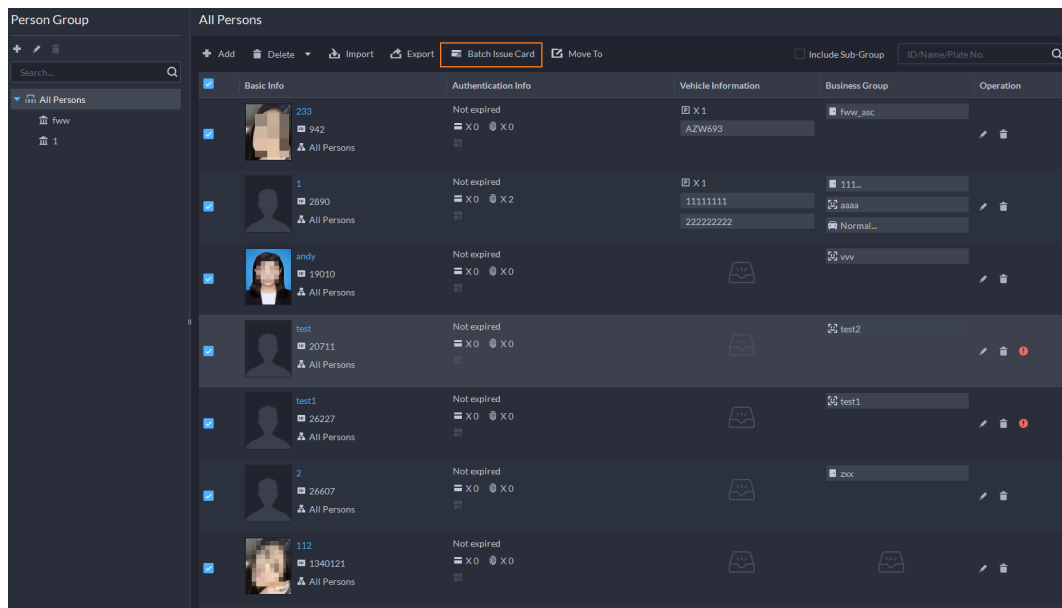 Person Group
All Persons
Add Delete Import Export Batch Issue Card Move To Include Sub-Group ID/Name/Plate No.
Search...
All Persons
fww
1
Basic Info Authentication Info Vehicle Information Business Group Operation
233 Not expired X 1 fww_asc
942 X 0 X 0 AZW693
All Persons
1 Not expired X 1 111...
2890 X 0 X 2 11111111 aaaa
All Persons 222222222 Normal...
andy Not expired vvv
19010 X 0 X 0
All Persons
test Not expired test2
20711 X 0 X 0
All Persons
test1 Not expired test1
26227 X 0 X 0
All Persons
2 Not expired zxx
26607 X 0 X 0
All Persons
112 Not expired
1340121 X 0 X 0
All Persons